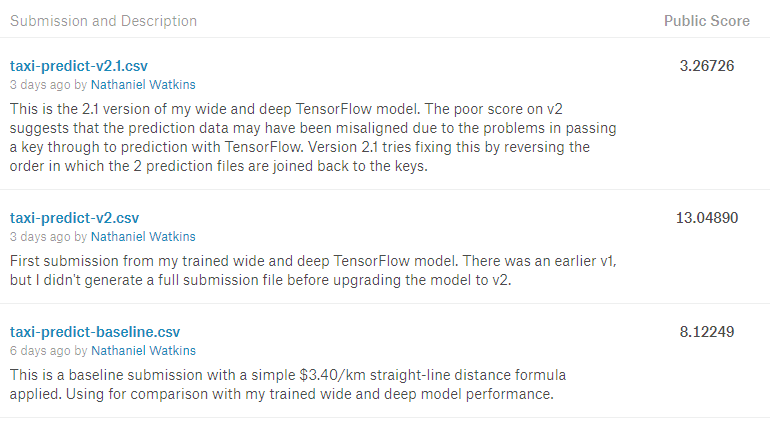 Submission and Description Public Score
taxi-predict-v2.1.csv 3.26726
3 days ago by Nathaniel Watkins
This is the 2.1 version of my wide and deep TensorFlow model. The poor score on v2
suggests that the prediction data may have been misaligned due to the problems in passing
a key through to prediction with TensorFlow. Version 2.1 tries fixing this by reversing the
order in which the 2 prediction files are joined back to the keys.
taxi-predict-v2.csv 13.04890
3 days ago by Nathaniel Watkins
First submission from my trained wide and deep TensorFlow model. There was an earlier v1,
but I didn't generate a full submission file before upgrading the model to v2.
taxi-predict-baseline.csv 8.12249
6 days ago by Nathaniel Watkins
This is a baseline submission with a simple $3.40/km straight-line distance formula
applied. Using for comparison with my trained wide and deep model performance.